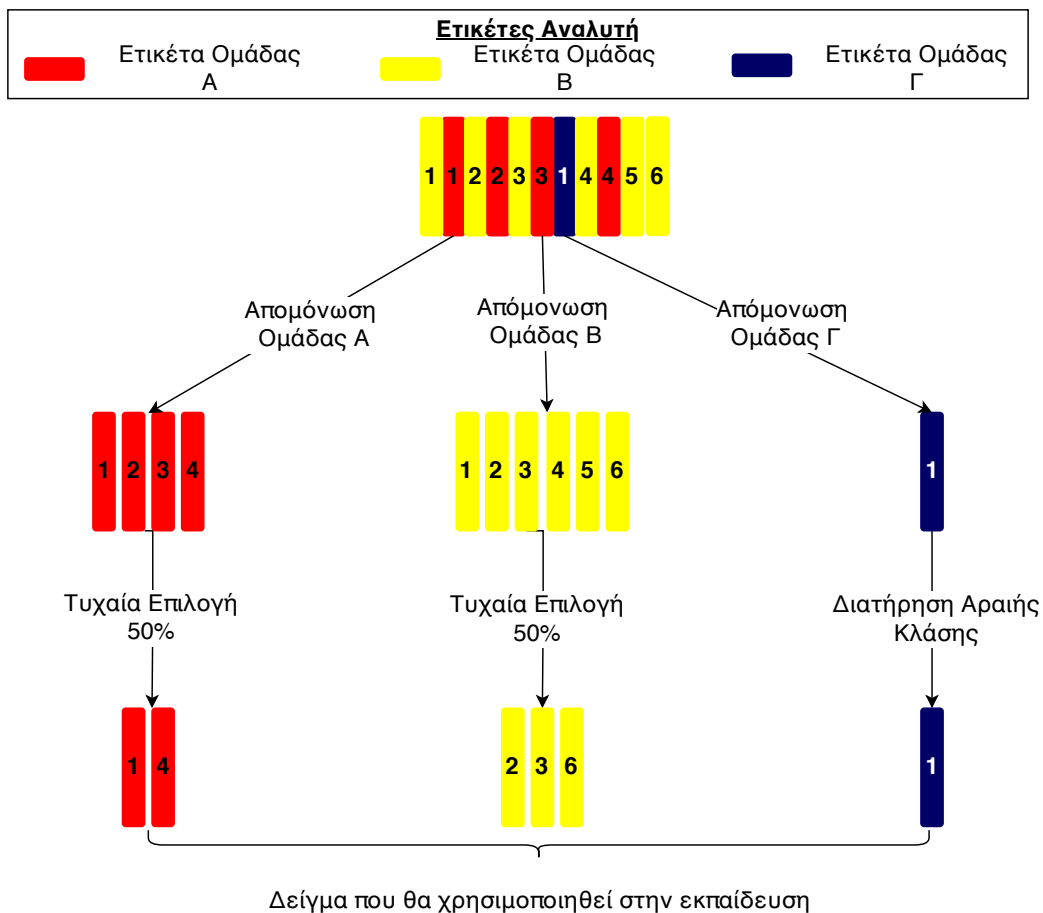 Ετικέτες Αναλυτή
Ετικέτα Ομάδας
Α
Ετικέτα Ομάδας
Β
Ετικέτα Ομάδας
Γ
1 1 2 2 3 3 1 4 4 5 6
Απομόνωση
Ομάδας Α
Απόμονωση
Ομάδας Β
Απόμονωση
Ομάδας Γ
1 2 3 4
1 2 3 4 5 6
1
Τυχαία Επιλογή
50%
Τυχαία Επιλογή
50%
Διατήρηση Αραιής
Κλάσης
1 4
2 3 6
1
Δείγμα που θα χρησιμοποιηθεί στην εκπαίδευση